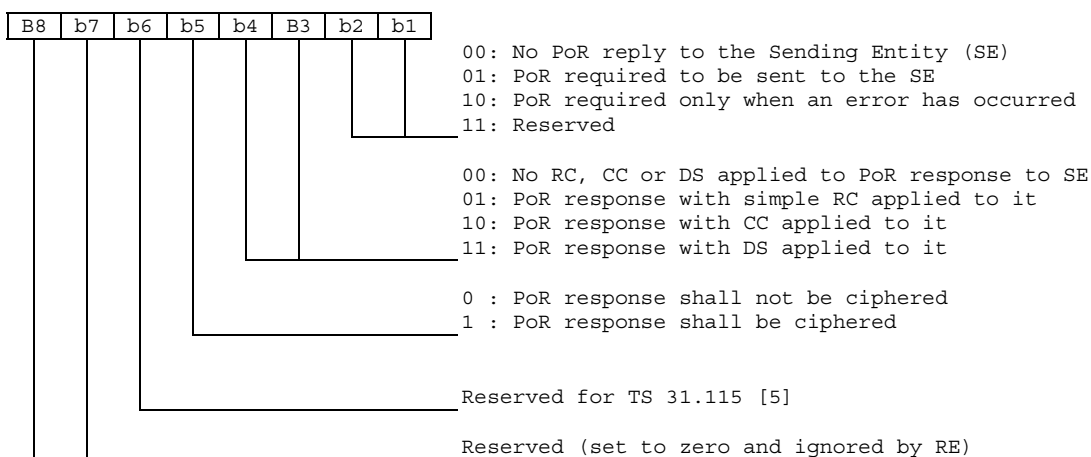 B8 b7 b6 b5 b4 B3 b2 b1
00: No PoR reply to the Sending Entity (SE)
01: PoR required to be sent to the SE
10: PoR required only when an error has occurred
11: Reserved
00: No RC, CC or DS applied to PoR response to SE
01: PoR response with simple RC applied to it
10: PoR response with CC applied to it
11: PoR response with DS applied to it
0 : PoR response shall not be ciphered
1 : PoR response shall be ciphered
Reserved for TS 31.115 [5]
Reserved (set to zero and ignored by RE)